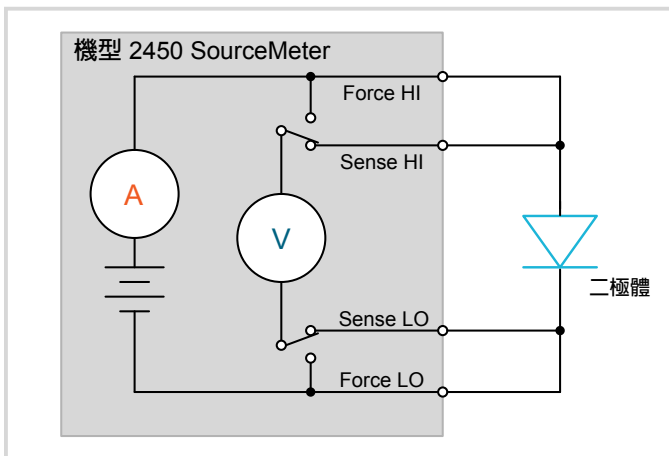 機型 2450 SourceMeter
Force HI
Sense HI
A
V
二極體
Sense LO
Force LO